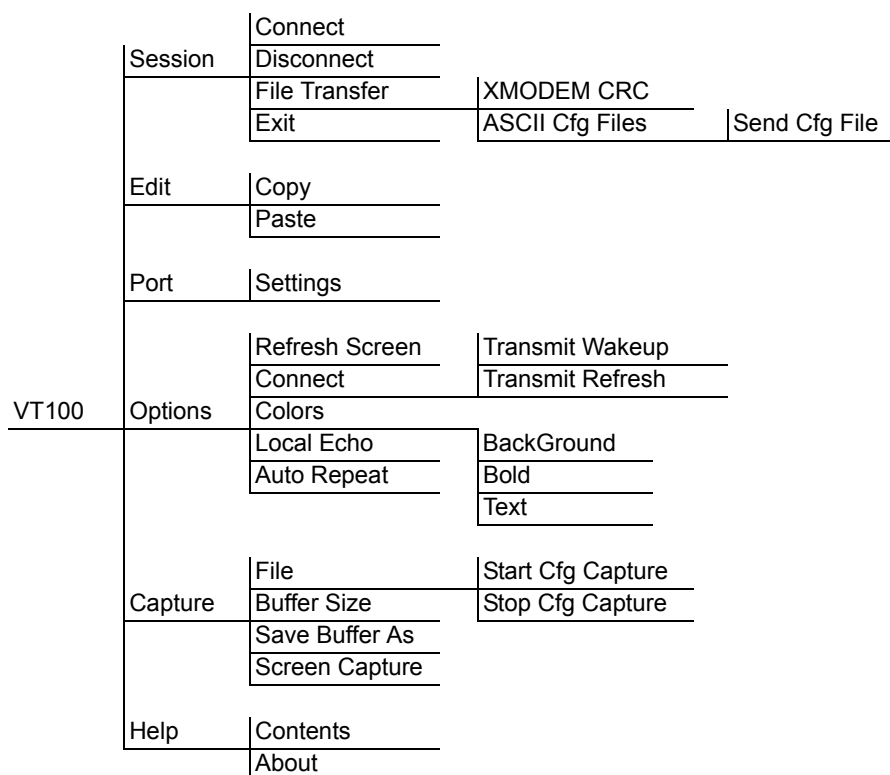 Connect
Session Disconnect
File Transfer XMODEM CRC
Exit ASCII Cfg Files Send Cfg File
Edit Copy
Paste
Port Settings
Refresh Screen Transmit Wakeup
Connect Transmit Refresh
VT100 Options Colors
Local Echo BackGround
Auto Repeat Bold
Text
File Start Cfg Capture
Capture Buffer Size Stop Cfg Capture
Save Buffer As
Screen Capture
Help Contents
About